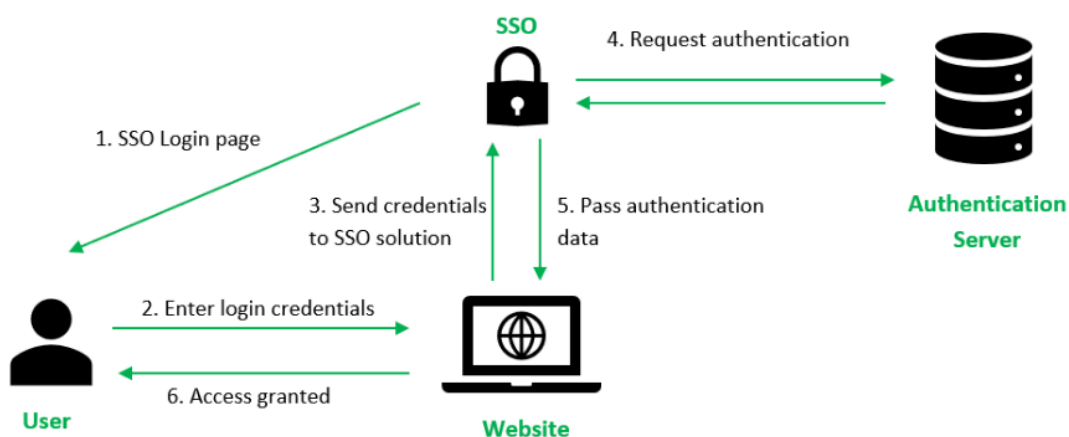 SSO
4. Request authentication
1. SSO Login page
3. Send credentials
to SSO solution
5. Pass authentication
data
Authentication
Server
2. Enter login credentials
6. Access granted
User
Website